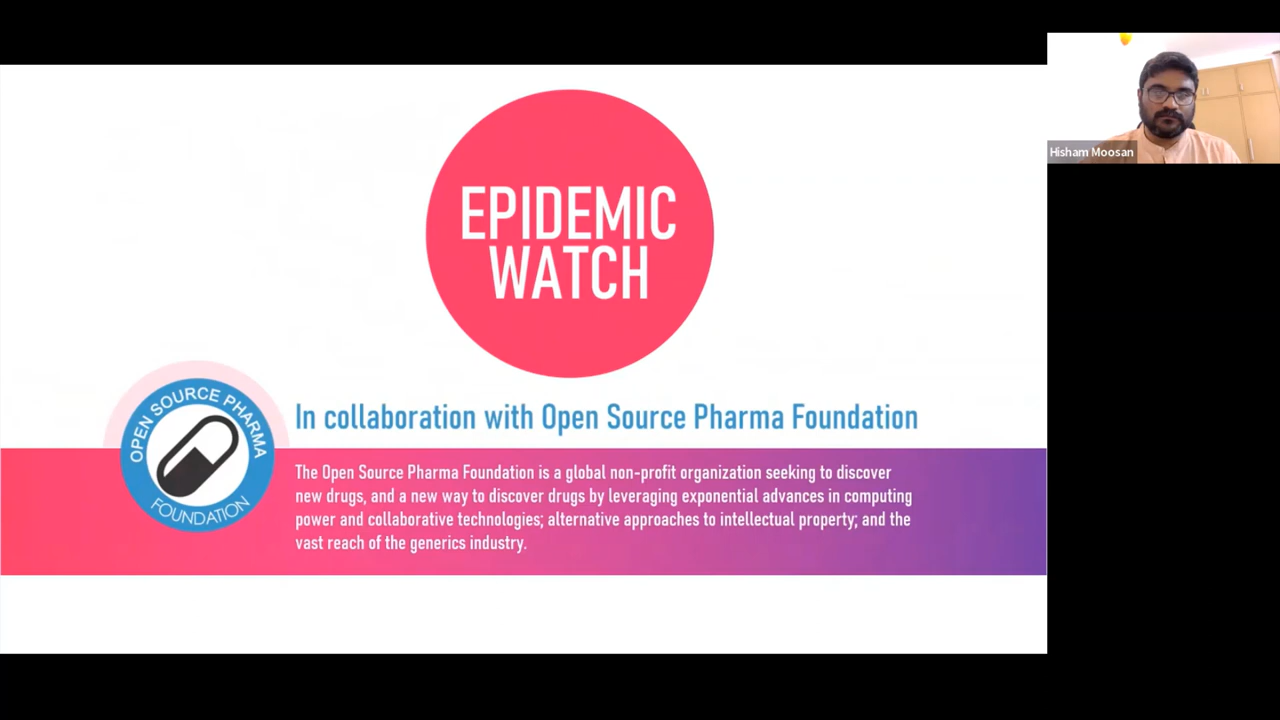 EPIDEMIC
WATCH
OPEN SOURCE PHARMA
FOUNDATION
In collaboration with Open Source Pharma Foundation
The Open Source Pharma Foundation is a global non-profit organization seeking to discover
new drugs, and a new way to discover drugs by leveraging exponential advances in computing
power and collaborative technologies; alternative approaches to intellectual property; and the
vast reach of the generics industry.
Hisham Moosan